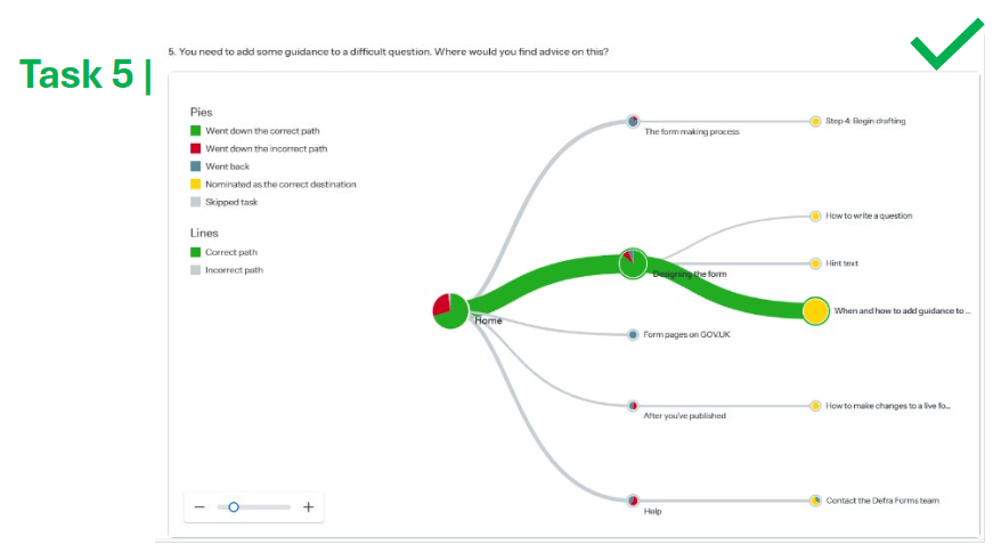 5. You need to add some guidance to a difficult question. Where would you find advice on this?
Task 5 |
Pies
Went down the correct path
Went down the incorrect path
Went back
Nominated as the correct destination
Skipped task
Lines
Correct path
Incorrect path
Home
The form making process
Step 4: Begin drafting
Designing the form
How to write a question
Hint text
When and how to add guidance to ...
Form pages on GOV.UK
After you've published
How to make changes to a live fo...
Help
Contact the Defra Forms team